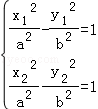 x₁²/a² - y₁²/b² = 1
x₂²/a² - y₂²/b² = 1